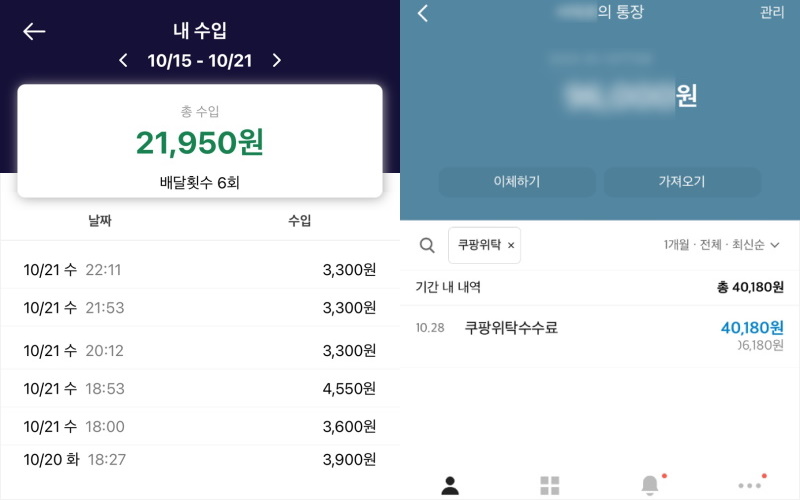 내 수입
10/15 - 10/21
총 수입
21,950원
배달횟수 6회
날짜 수입
10/21 수 22:11 3,300원
10/21 수 21:53 3,300원
10/21 수 20:12 3,300원
10/21 수 18:53 4,550원
10/21 수 18:00 3,600원
10/20 화 18:27 3,900원
의 통장 관리
원
이체하기 가져오기
쿠팡위탁 × 1개월 · 전체 · 최신순
기간 내 내역 총 40,180원
10.28 쿠팡위탁수수료 40,180원
6,180원